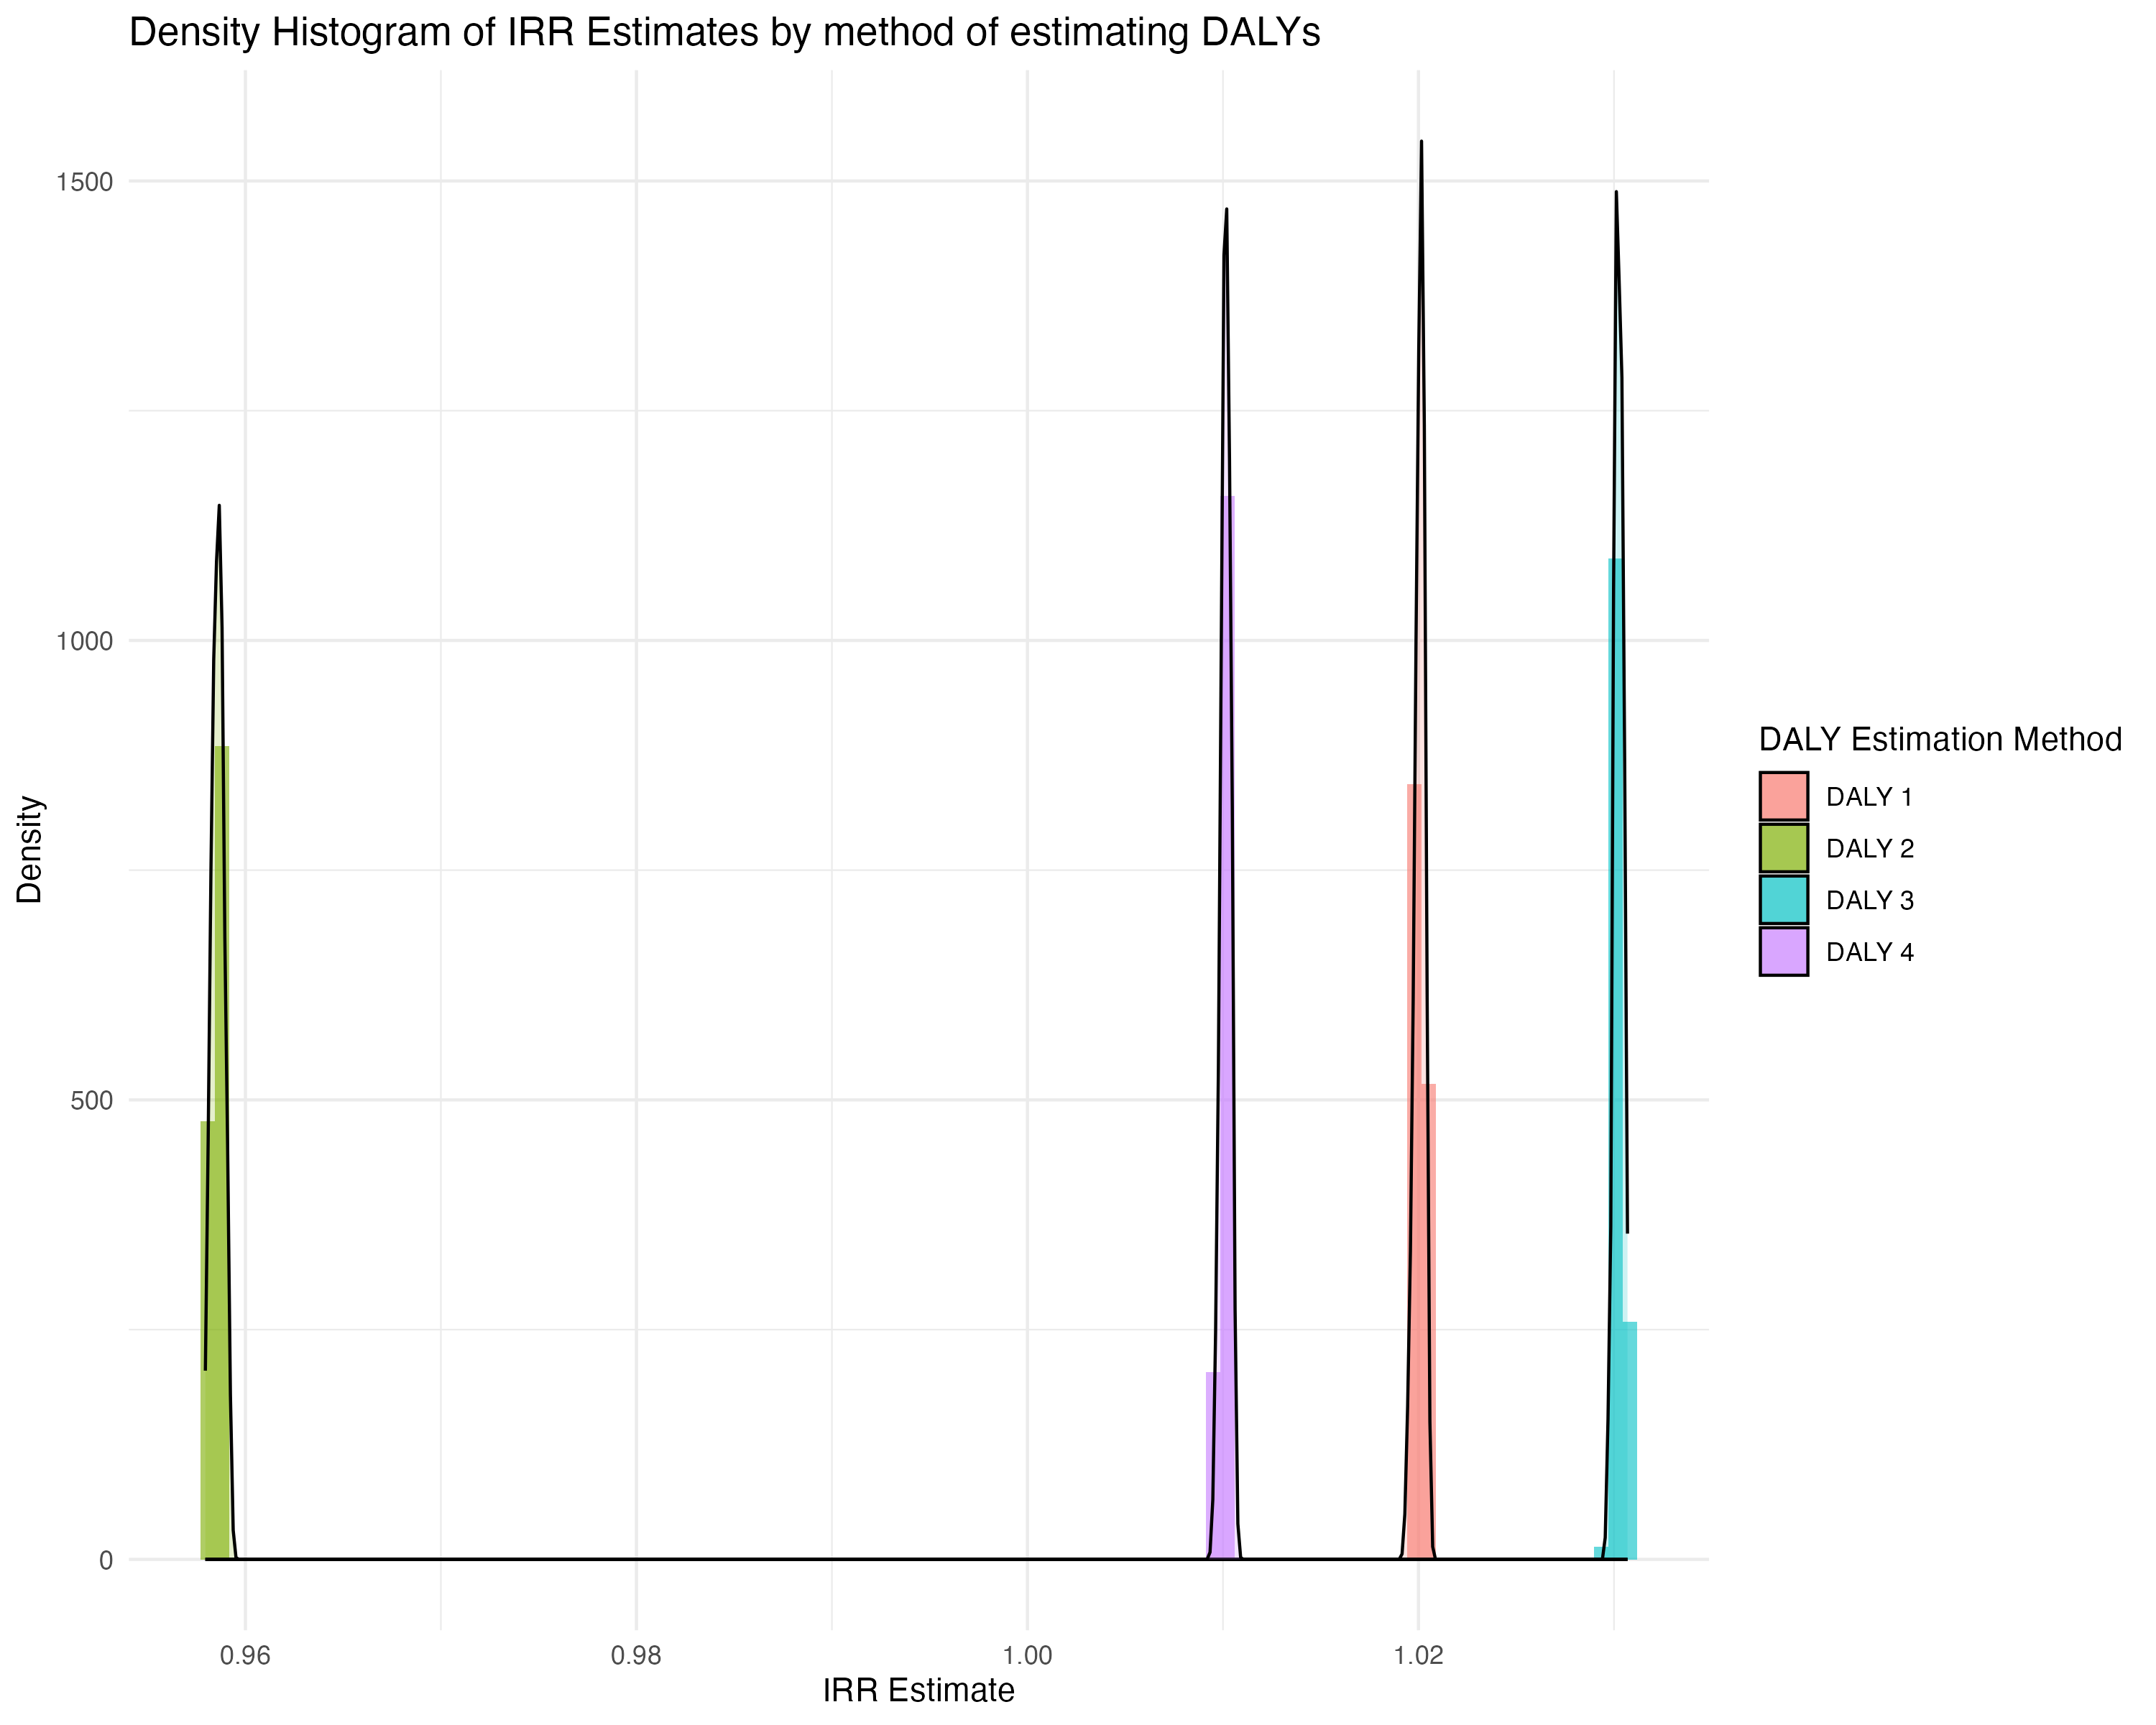 Density Histogram of IRR Estimates by method of estimating DALYs
1500
1000
500
0
Density
0.96
0.98
1.00
1.02
IRR Estimate
DALY Estimation Method
DALY 1
DALY 2
DALY 3
DALY 4